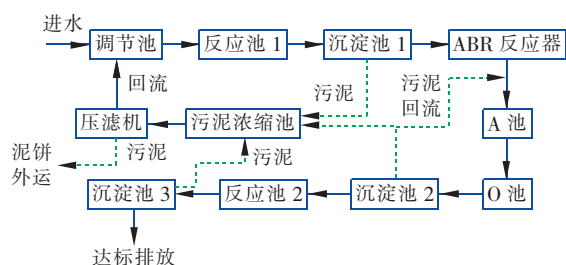 进水
调节池
反应池 1
沉淀池 1
ABR 反应器
回流
污泥
污泥
回流
压滤机
污泥浓缩池
A 池
泥饼
外运
污泥
污泥
沉淀池 3
反应池 2
沉淀池 2
O 池
达标排放